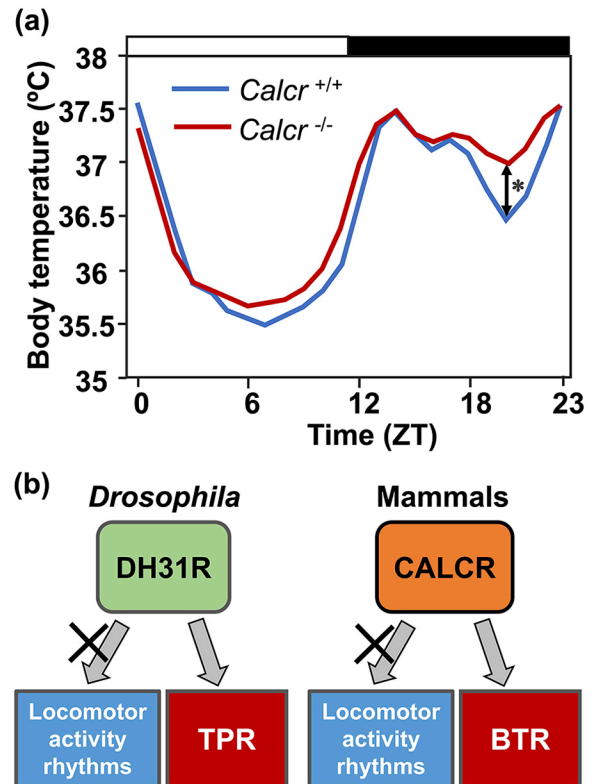 (a)
Body temperature (ºC)
38
37.5
37
36.5
36
35.5
35
Calcr +/+
Calcr -/-
*
0 6 12 18 23
Time (ZT)
(b)
Drosophila Mammals
DH31R CALCR
Locomotor
activity
rhythms
TPR
Locomotor
activity
rhythms
BTR